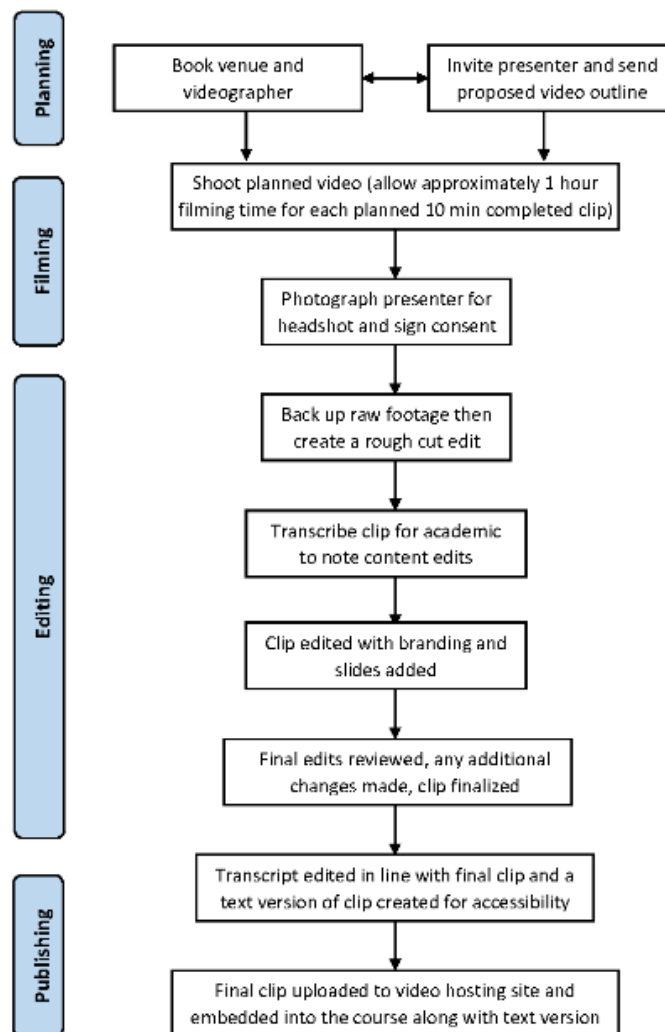 Planning
Book venue and
videographer
Invite presenter and send
proposed video outline
Filming
Shoot planned video (allow approximately 1 hour
filming time for each planned 10 min completed clip)
Photograph presenter for
headshot and sign consent
Editing
Back up raw footage then
create a rough cut edit
Transcribe clip for academic
to note content edits
Clip edited with branding and
slides added
Final edits reviewed, any additional
changes made, clip finalized
Publishing
Transcript edited in line with final clip and a
text version of clip created for accessibility
Final clip uploaded to video hosting site and
embedded into the course along with text version